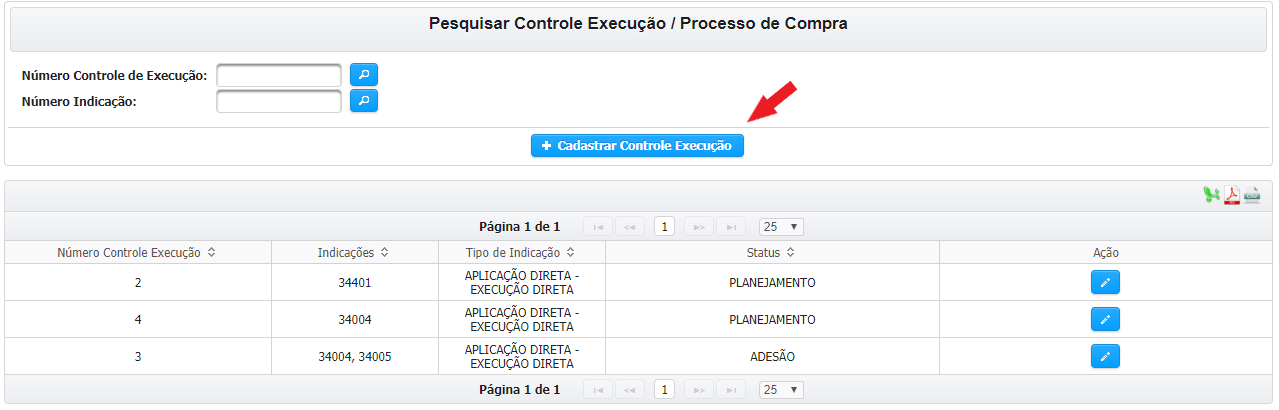 Pesquisar Controle Execução / Processo de Compra
Número Controle de Execução:
Número Indicação:
+ Cadastrar Controle Execução
Página 1 de 1 1 25
Número Controle Execução Indicações Tipo de Indicação Status Ação
2 34401 APLICAÇÃO DIRETA - EXECUÇÃO DIRETA PLANEJAMENTO
4 34004 APLICAÇÃO DIRETA - EXECUÇÃO DIRETA PLANEJAMENTO
3 34004, 34005 APLICAÇÃO DIRETA - EXECUÇÃO DIRETA ADESÃO
Página 1 de 1 1 25